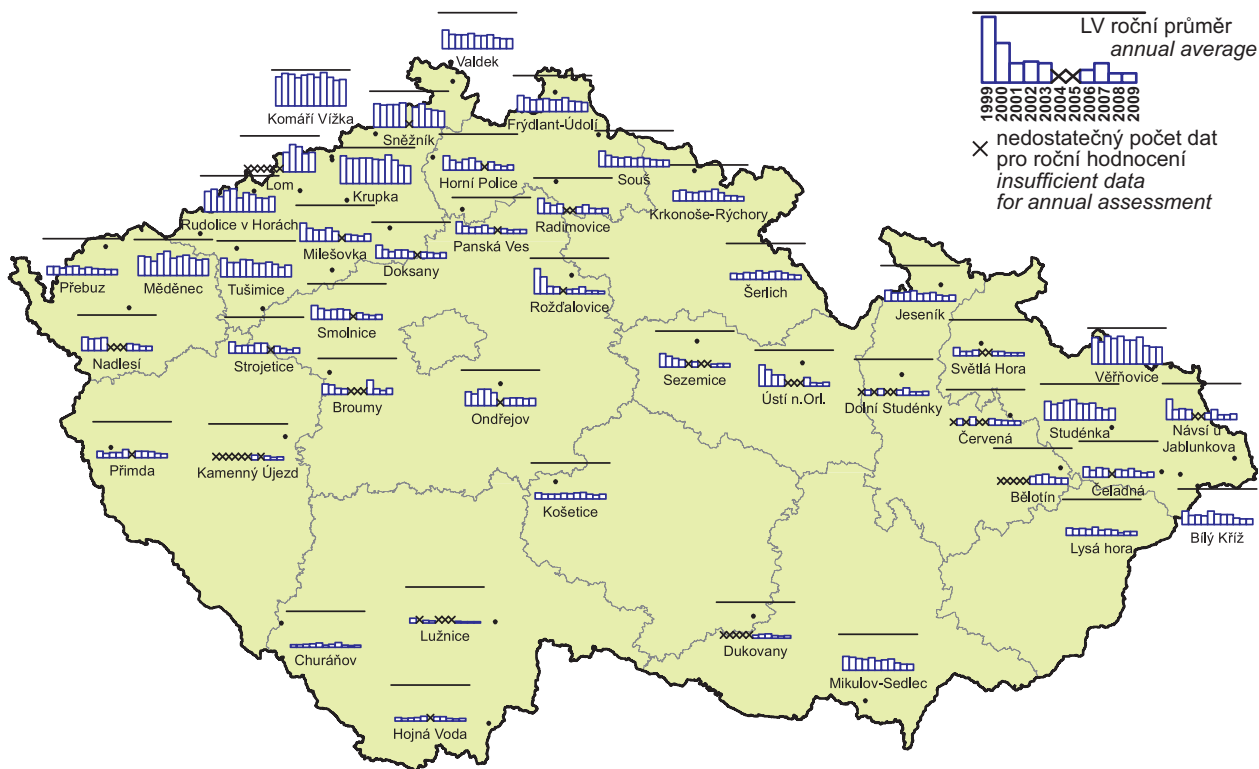 LV roční průměr
annual average
1999
2000
2001
2002
2003
2004
2005
2006
2007
2008
2009
× nedostatečný počet dat
pro roční hodnocení
insufficient data
for annual assessment
Valdek
Komáří Vížka
Sněžník
Frýdlant-Údolí
Lom
Krupka
Horní Police
Souš
Rudolice v Horách
Krkonoše-Rýchory
Milešovka
Panská Ves
Radimovice
Doksany
Přebuz
Měděnec
Tušimice
Rožďalovice
Šerlich
Jeseník
Smolnice
Nadlesí
Strojetice
Sezemice
Světlá Hora
Věřňovice
Broumy
Ondřejov
Ústí n.Orl.
Dolní Studénky
Studénka
Návsí u
Jablunkova
Červená
Přimda
Kamenný Újezd
Košetice
Bělotín
Čeladná
Lysá hora
Bílý Kříž
Lužnice
Churáňov
Dukovany
Mikulov-Sedlec
Hojná Voda